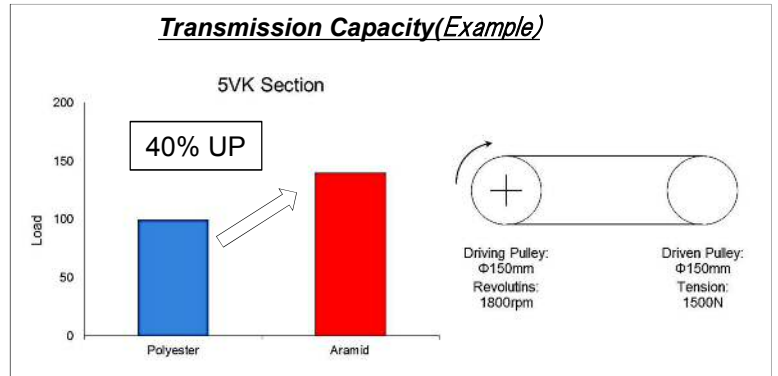 Transmission Capacity(Example)
5VK Section
200
40% UP
150
100
50
0
Load
Polyester
Aramid
Driving Pulley:
Φ150mm
Revolutins:
1800rpm
Driven Pulley:
Φ150mm
Tension:
1500N